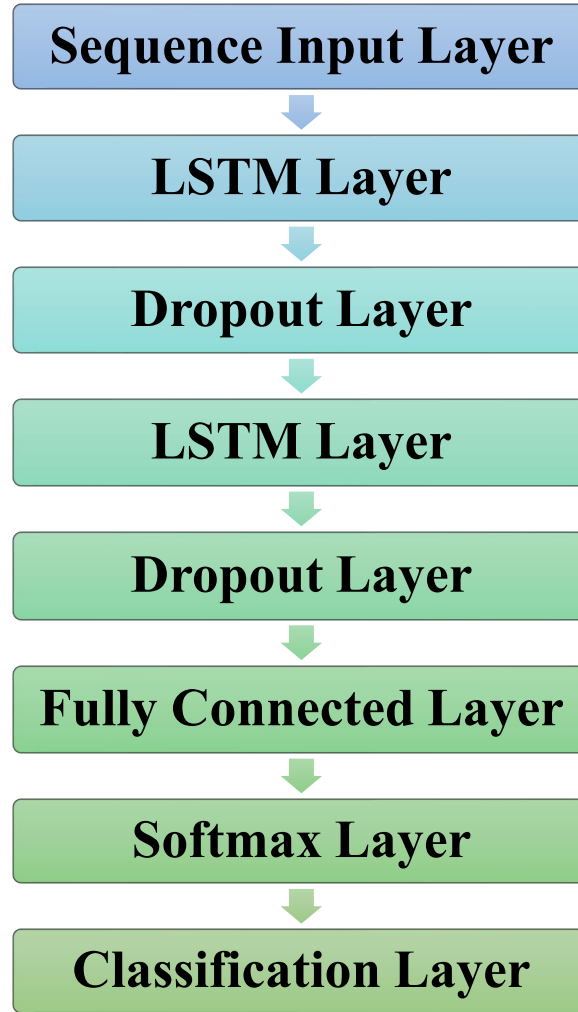 Sequence Input Layer
LSTM Layer
Dropout Layer
LSTM Layer
Dropout Layer
Fully Connected Layer
Softmax Layer
Classification Layer